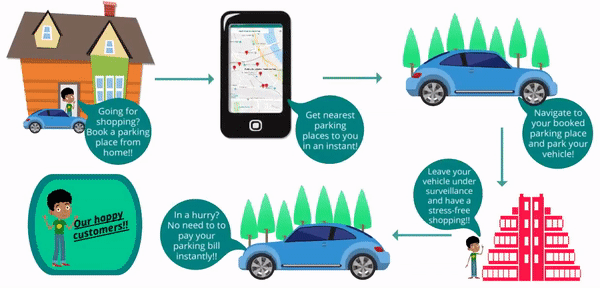 Going for
shopping?
Book a parking
place from
home!!
Get nearest
parking
places to you
in an instant!
Navigate to
your booked
parking place
and park your
vehicle!
Leave your
vehicle under
surveillance
and have a
stress-free
shopping!!
In a hurry?
No need to to
pay your
parking bill
instantly!!
Our happy
customers!!